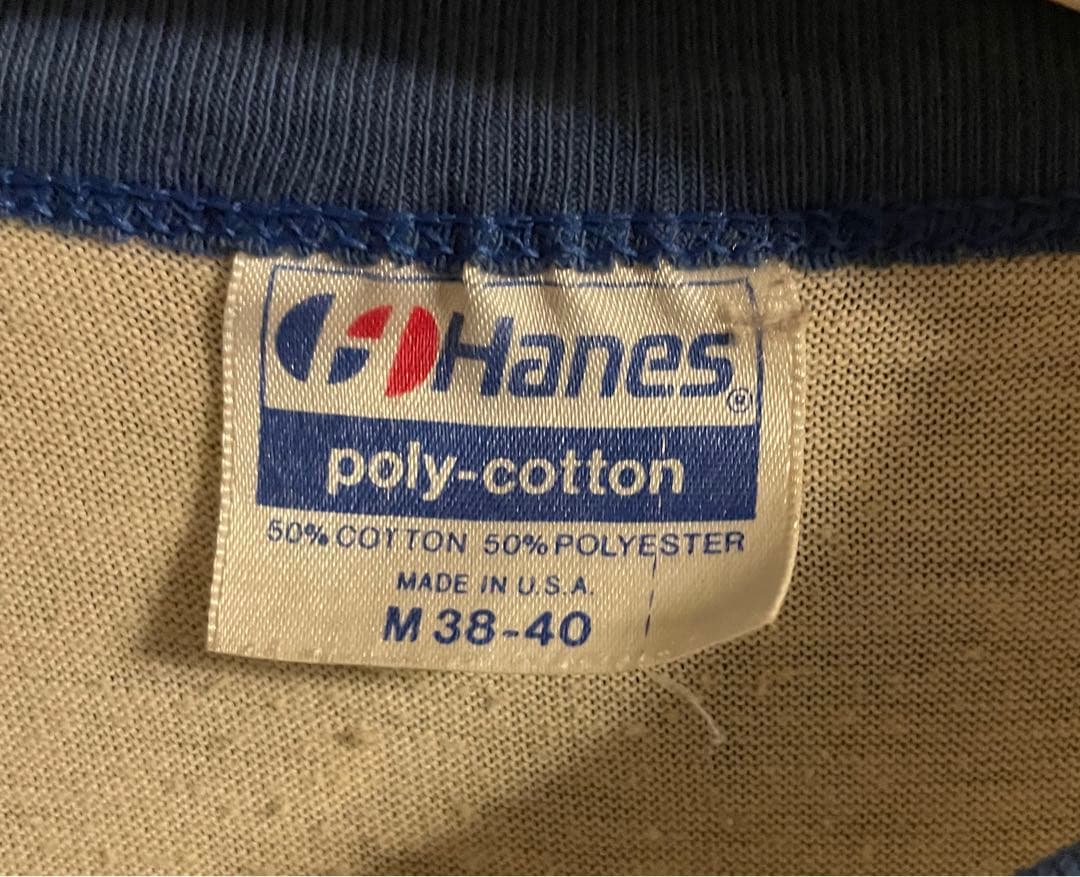 Hanes®
poly-cotton
50% COTTON 50% POLYESTER
MADE IN U.S.A.
M 38-40